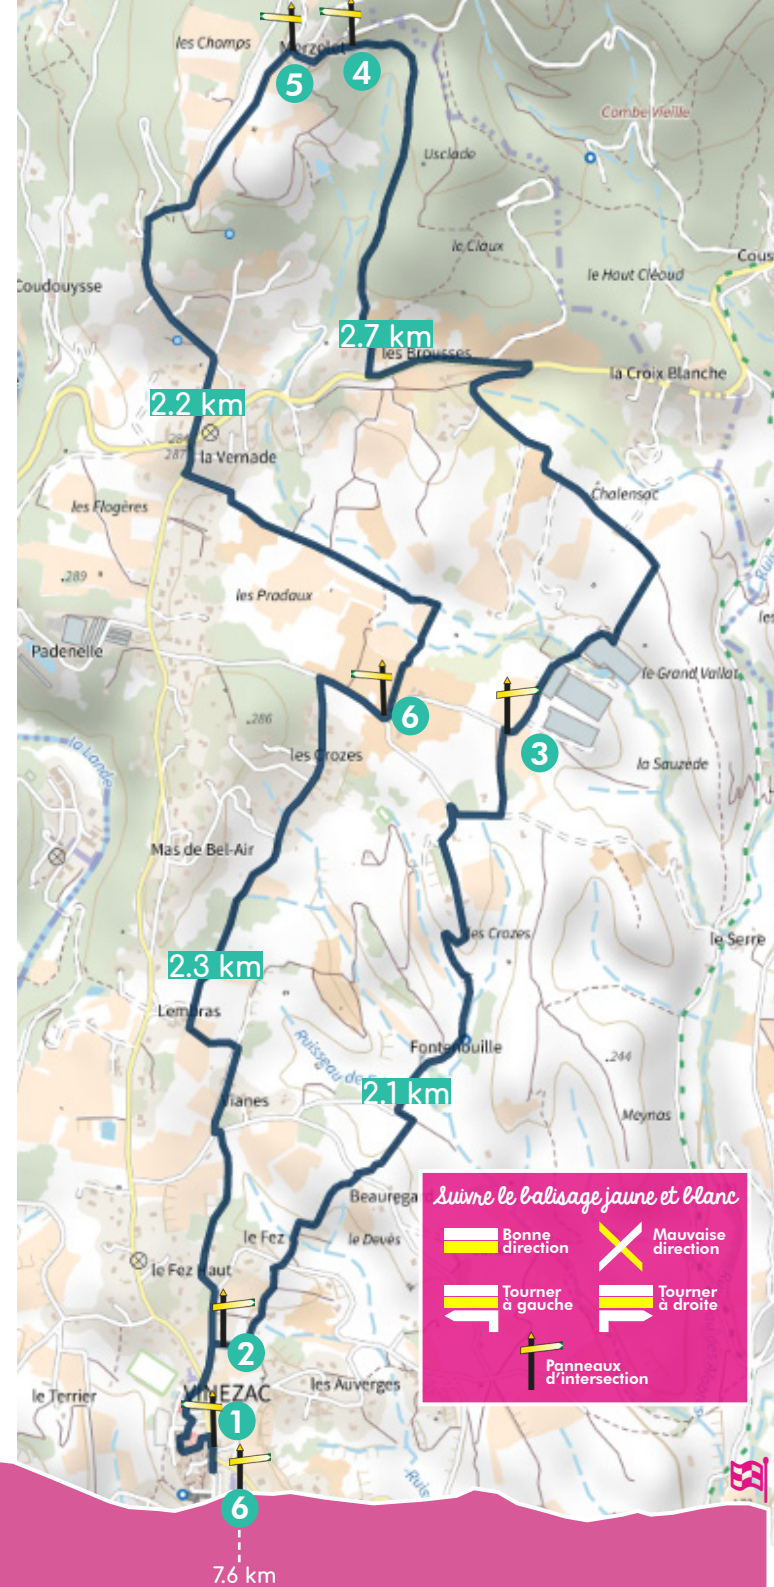 les Champs
Merzelet
5
4
Combe Vieille
Usclade
le Claux
Cous
le Haut Cléoud
Coudouysse
2.7 km
les Brousses
la Croix Blanche
2.2 km
287
la Vernade
Chalensac
les Flogères
.289
les Pradaux
Padenelle
le Grand Vallat
6
.286
3
la Lande
les Crozes
la Sauzède
Mas de Bel-Air
les Crozes
le Serre
2.3 km
Lembras
Fontenouille
.244
Ruisseau de F
2.1 km
Vianes
Meynas
Beaurega
Suivre le balisage jaune et blanc
le Fez
le Devès
Bonne
direction
Mauvaise
direction
le Fez Haut
Tourner
à gauche
Tourner
à droite
2
Panneaux
d'intersection
le Terrier
VINEZAC
les Auverges
1
Ruis
6
7.6 km